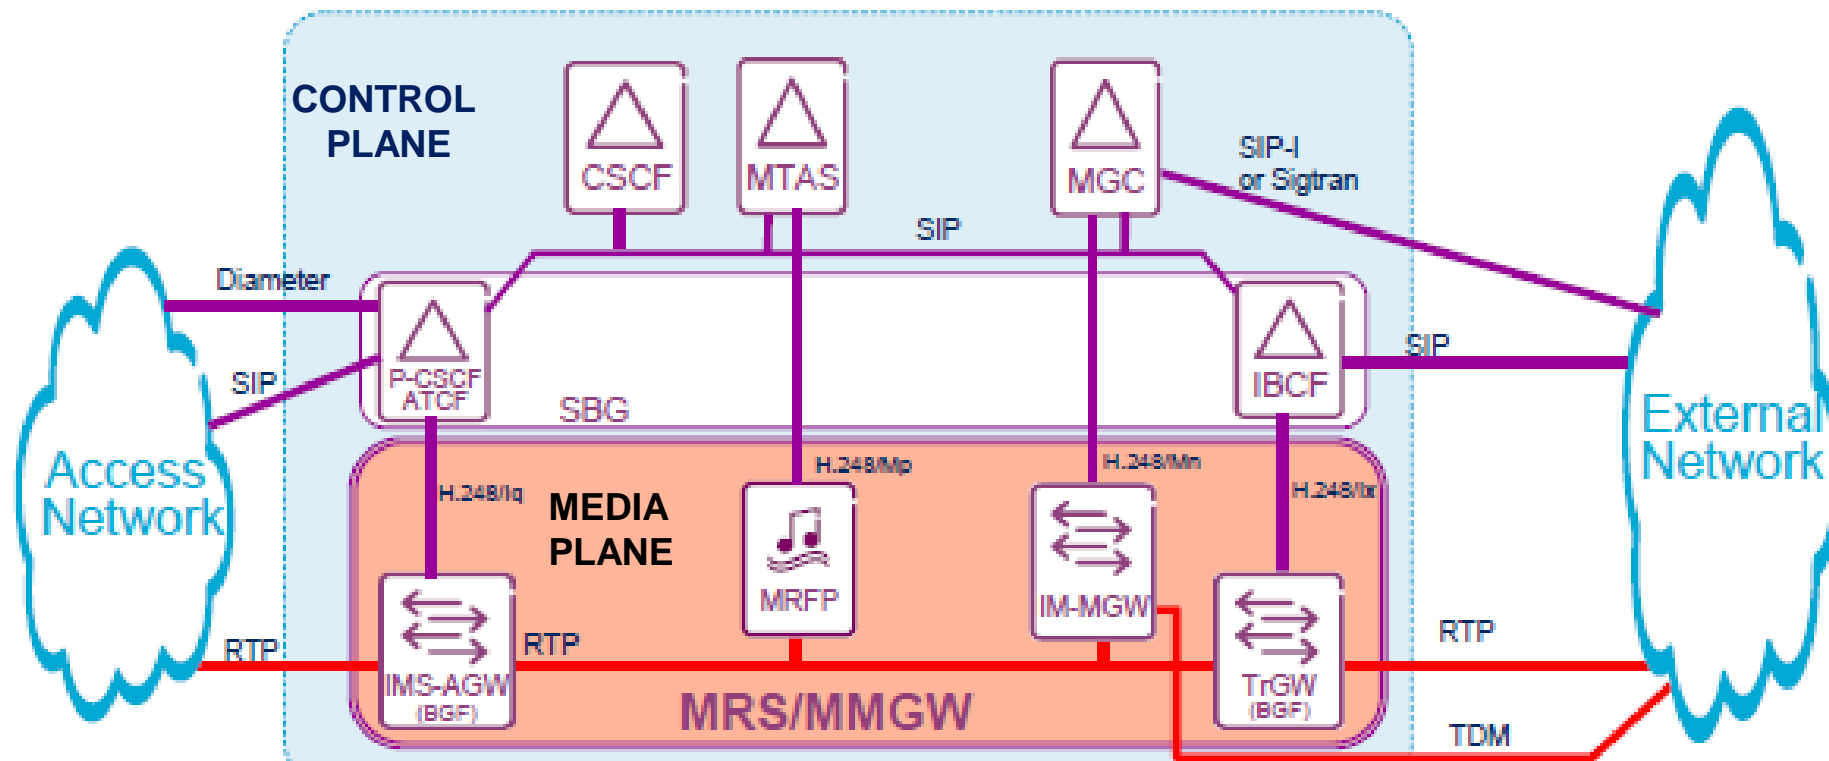 CONTROL
PLANE
CSCF
MTAS
MGC
SIP-I
or Sigtran
SIP
Diameter
SIP
P-CSCF
ATCF
SBG
IBCF
SIP
Access
Network
External
Network
H.248/Iq
H.248/Mp
H.248/Mn
H.248/Ix
MEDIA
PLANE
MRFP
IM-MGW
RTP
RTP
RTP
IMS-AGW
(BGF)
TrGW
(BGF)
MRS/MMGW
TDM